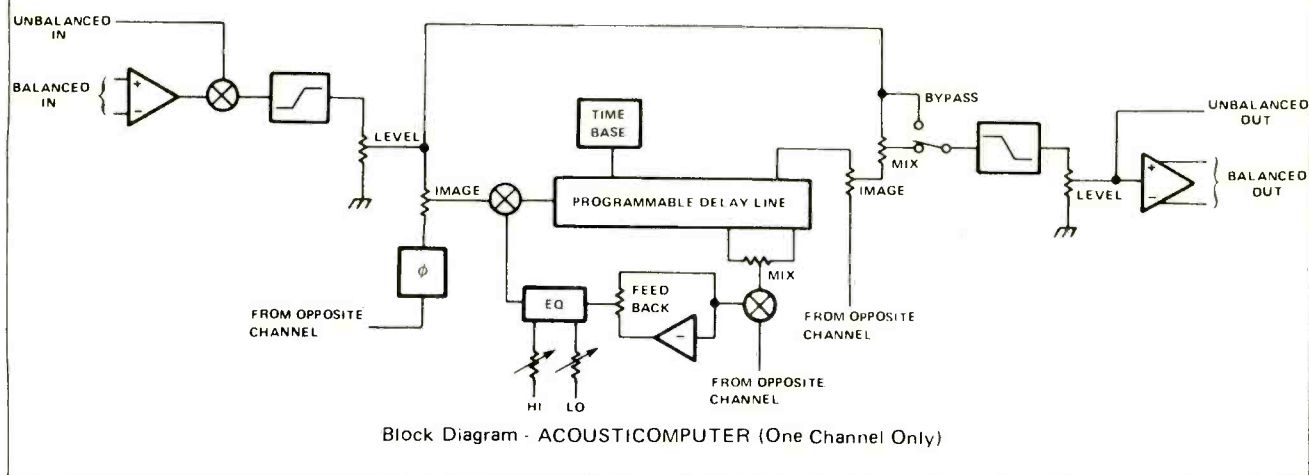 UNBALANCED
IN
BALANCED
IN
+
−
LEVEL
IMAGE
ϕ
FROM OPPOSITE
CHANNEL
TIME
BASE
PROGRAMMABLE DELAY LINE
MIX
EQ
FEED
BACK
−
HI
LO
FROM OPPOSITE
CHANNEL
IMAGE
FROM OPPOSITE
CHANNEL
BYPASS
MIX
LEVEL
UNBALANCED
OUT
+
−
BALANCED
OUT
Block Diagram - ACOUSTICOMPUTER (One Channel Only)